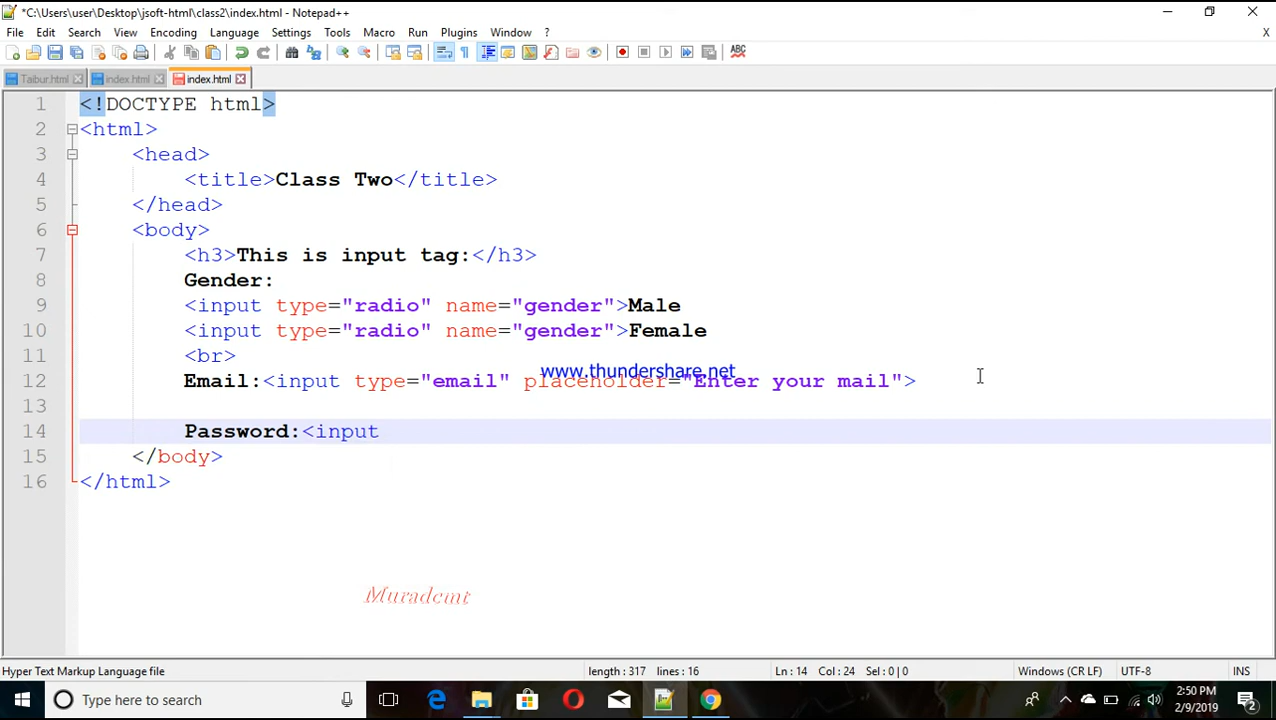 *C:\Users\user\Desktop\jsoft-html\class2\index.html - Notepad++
File Edit Search View Encoding Language Settings Tools Macro Run Plugins Window ? X
ABC
Taibur.html index.html index.html
1 <!DOCTYPE html>
2 <html>
3 <head>
4 <title>Class Two</title>
5 </head>
6 <body>
7 <h3>This is input tag:</h3>
8 Gender:
9 <input type="radio" name="gender">Male
10 <input type="radio" name="gender">Female
11 <br>
www.thundershare.net
12 Email:<input type="email" placeholder="Enter your mail">
13
14 Password:<input
15 </body>
16 </html>
Muradcmt
Hyper Text Markup Language file length : 317 lines : 16 Ln : 14 Col : 24 Sel : 0 | 0 Windows (CR LF) UTF-8 INS
Type here to search 2:50 PM
2/9/2019 2